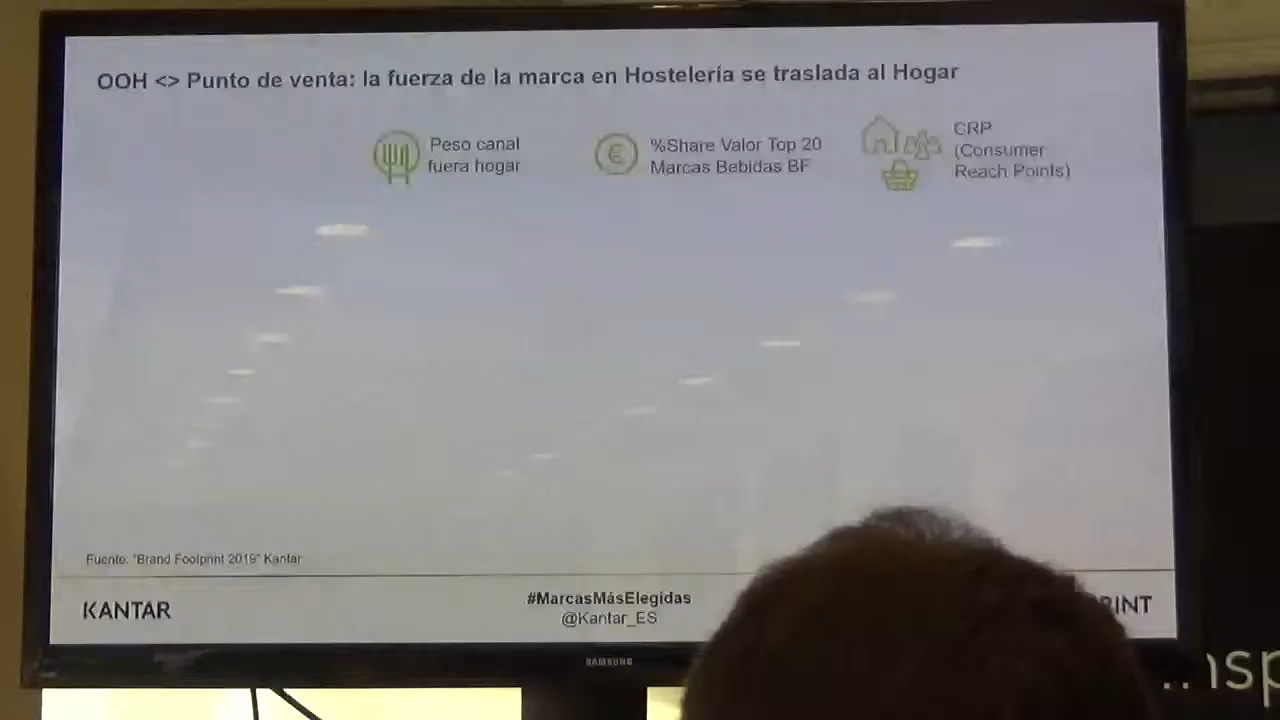 OOH <> Punto de venta: la fuerza de la marca en Hostelería se traslada al Hogar
Peso canal
fuera hogar
€
%Share Valor Top 20
Marcas Bebidas BF
CRP
(Consumer
Reach Points)
Fuente: "Brand Footprint 2019" Kantar
KANTAR
#MarcasMásElegidas
@Kantar_ES
RINT
SAMSUNG
nsp